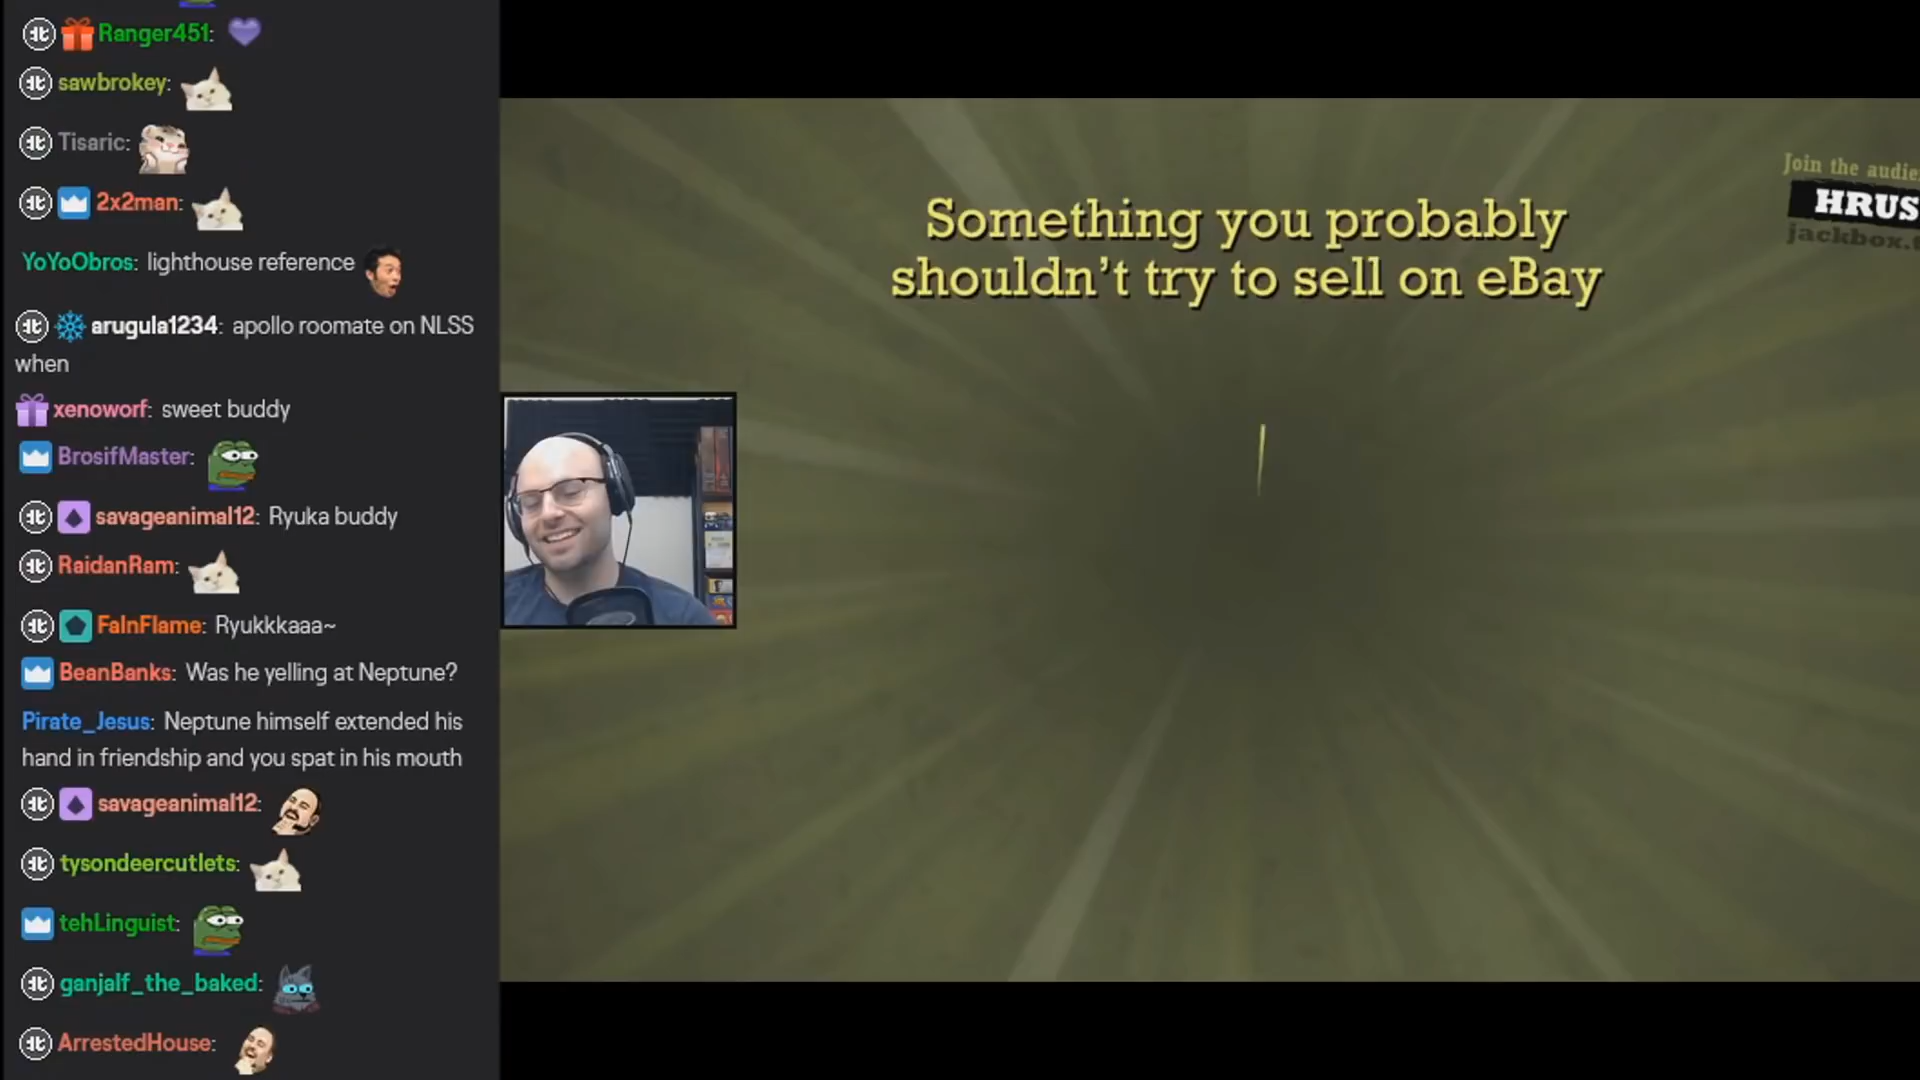 Ranger451:
sawbrokey:
Tisaric:
2x2man:
YoYoObros: lighthouse reference
arugula1234: apollo roomate on NLSS
when
xenoworf: sweet buddy
BrosifMaster:
savageanimal12: Ryuka buddy
RaidanRam:
FalnFlame: Ryukkkaaa~
BeanBanks: Was he yelling at Neptune?
Pirate_Jesus: Neptune himself extended his
hand in friendship and you spat in his mouth
savageanimal12:
tysondeercutlets:
tehLinguist:
ganjalf_the_baked:
ArrestedHouse:
Something you probably
shouldn't try to sell on eBay
Join the audie
HRUS
jackbox.t